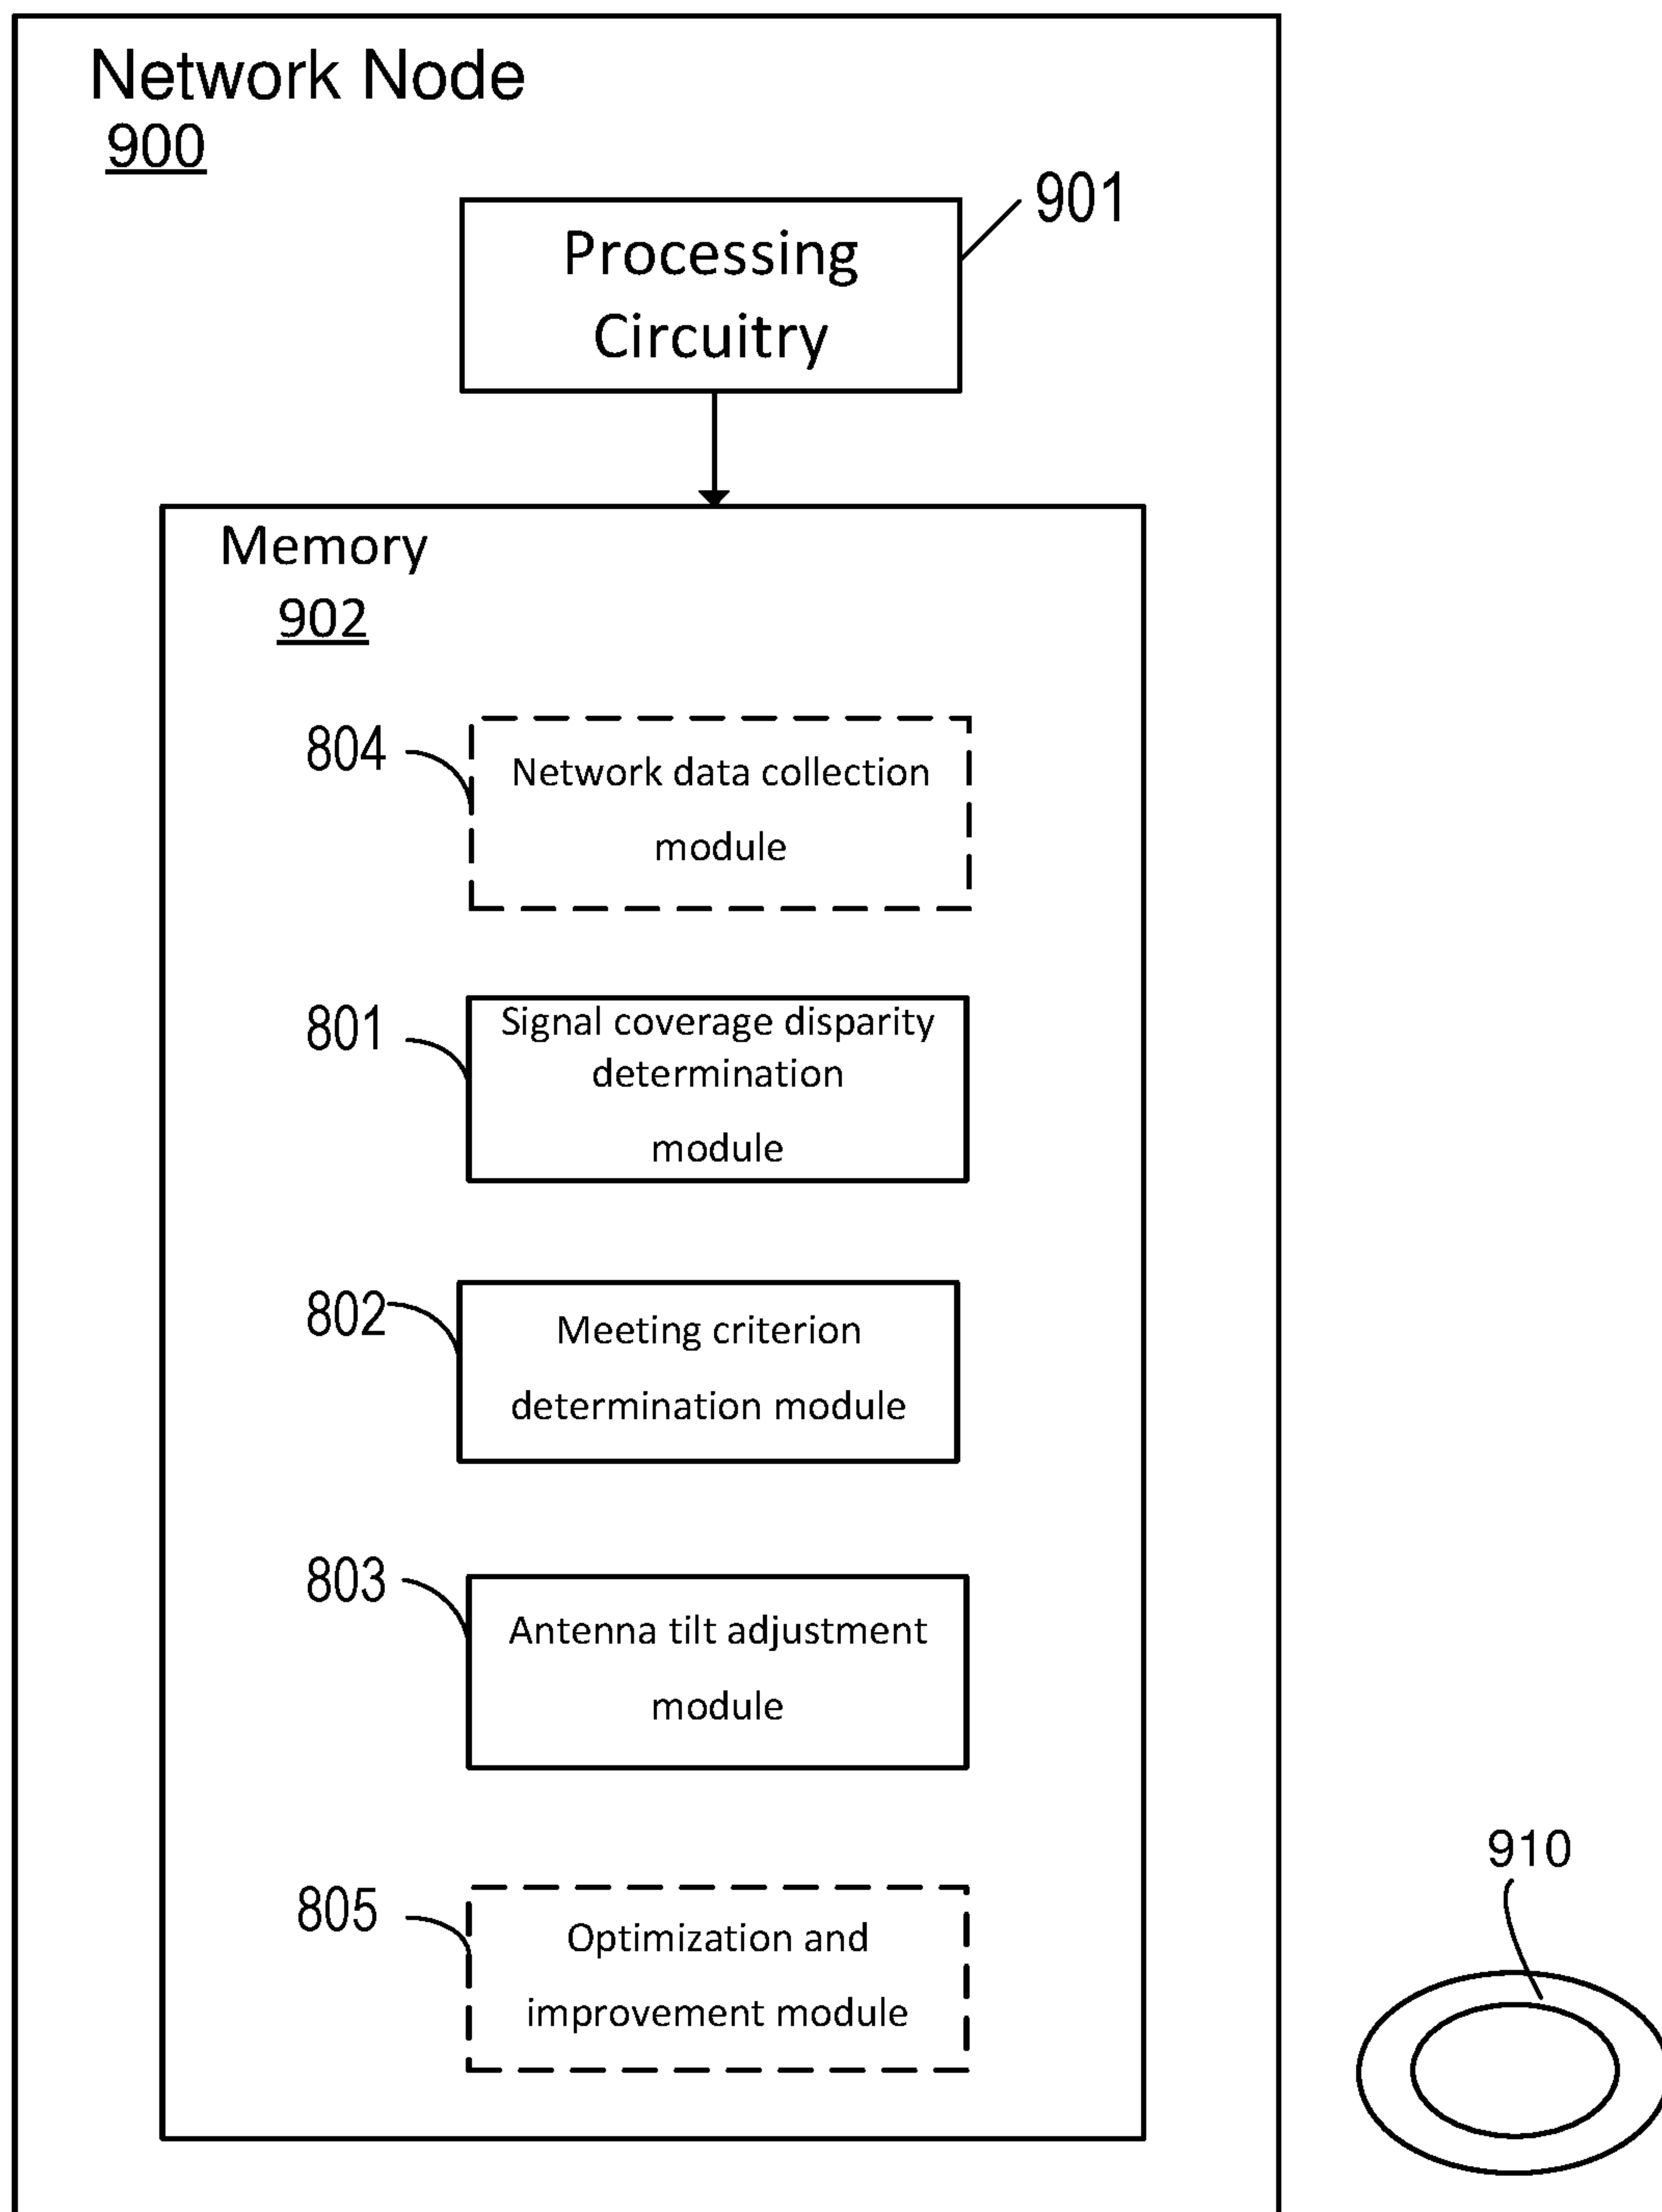 Network Node
900
901
Processing
Circuitry
Memory
902
804
Network data collection
module
801
Signal coverage disparity
determination
module
802
Meeting criterion
determination module
803
Antenna tilt adjustment
module
805
Optimization and
improvement module
910